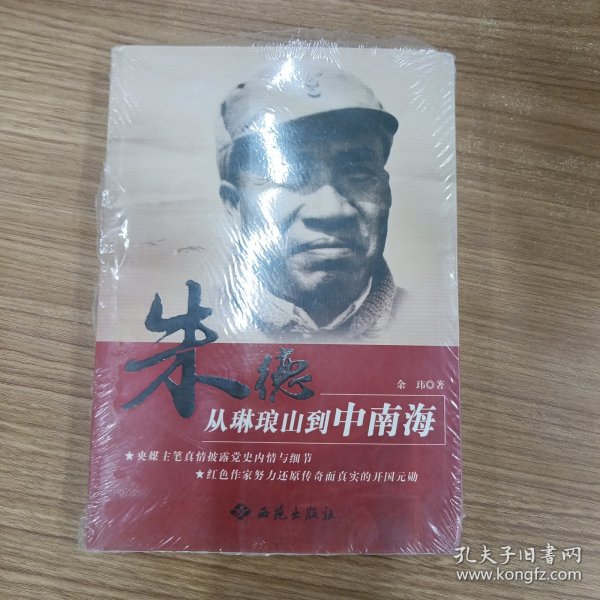 朱德
余 玮◎著
从琳琅山到中南海
★央媒主笔真情披露党史内情与细节
★红色作家努力还原传奇而真实的开国元勋
西苑出版社
孔夫子旧书网
www.kongfz.com